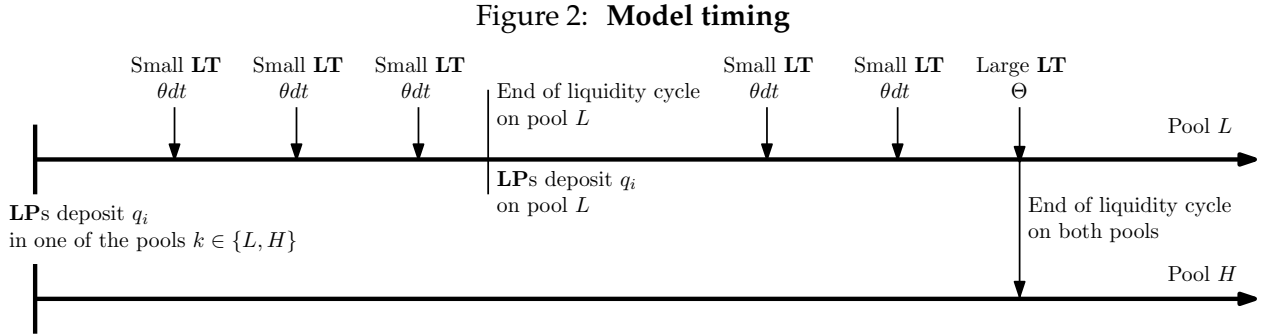 Figure 2: Model timing
Small LT
θdt
Small LT
θdt
Small LT
θdt
End of liquidity cycle
on pool L
Small LT
θdt
Small LT
θdt
Large LT
Θ
Pool L
LPs deposit q_i
in one of the pools k ∈ {L, H}
LPs deposit q_i
on pool L
End of liquidity cycle
on both pools
Pool H